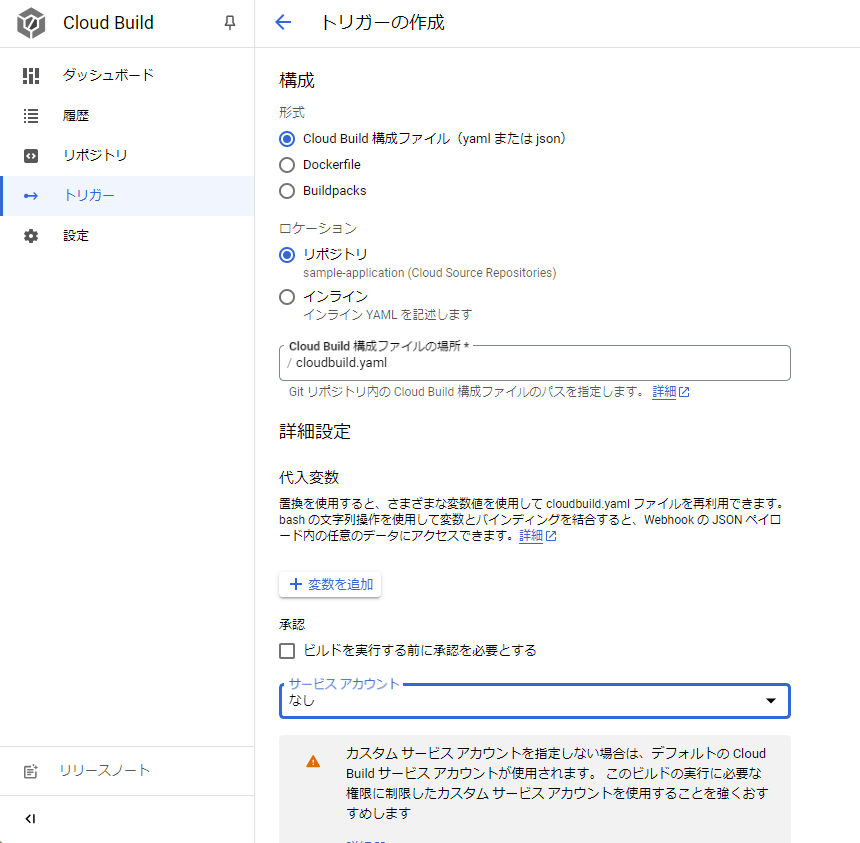 Cloud Build
トリガーの作成
ダッシュボード
履歴
リポジトリ
トリガー
設定
リリースノート
構成
形式
Cloud Build 構成ファイル（yaml または json）
Dockerfile
Buildpacks
ロケーション
リポジトリ
sample-application (Cloud Source Repositories)
インライン
インライン YAML を記述します
Cloud Build 構成ファイルの場所 *
/ cloudbuild.yaml
Git リポジトリ内の Cloud Build 構成ファイルのパスを指定します。 詳細
詳細設定
代入変数
置換を使用すると、さまざまな変数値を使用して cloudbuild.yaml ファイルを再利用できます。
bash の文字列操作を使用して変数とバインディングを結合すると、Webhook の JSON ペイロ
ード内の任意のデータにアクセスできます。 詳細
+ 変数を追加
承認
ビルドを実行する前に承認を必要とする
サービス アカウント
なし
カスタム サービス アカウントを指定しない場合は、デフォルトの Cloud
Build サービス アカウントが使用されます。 このビルドの実行に必要な
権限に制限したカスタム サービス アカウントを使用することを強くおす
すめします